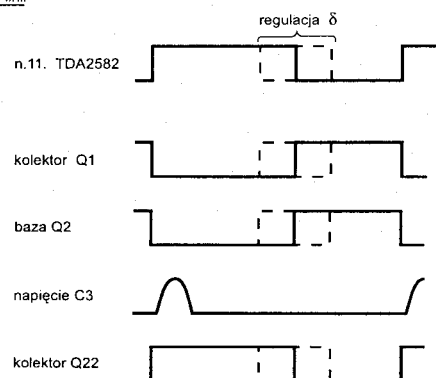 regulacja δ
n.11. TDA2582
kolektor Q1
baza Q2
napięcie C3
kolektor Q22